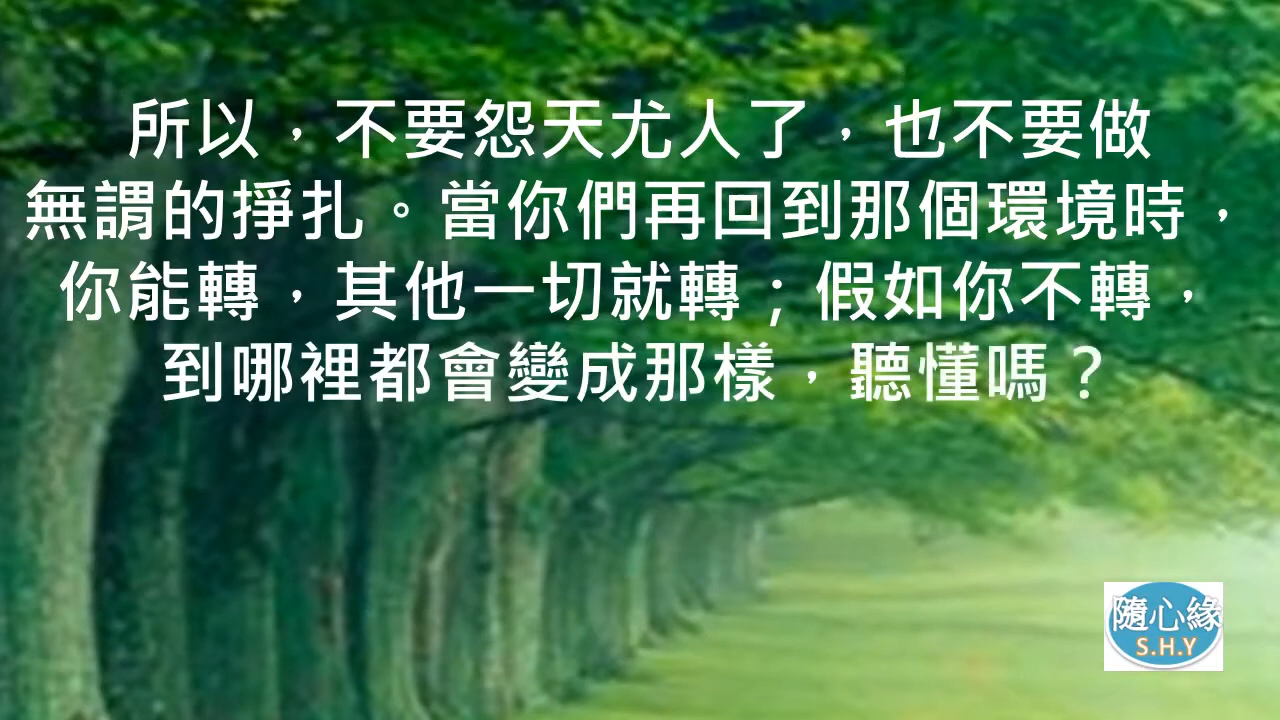 所以，不要怨天尤人了，也不要做
無謂的掙扎。當你們再回到那個環境時，
你能轉，其他一切就轉；假如你不轉，
到哪裡都會變成那樣，聽懂嗎？
隨心緣
S.H.Y